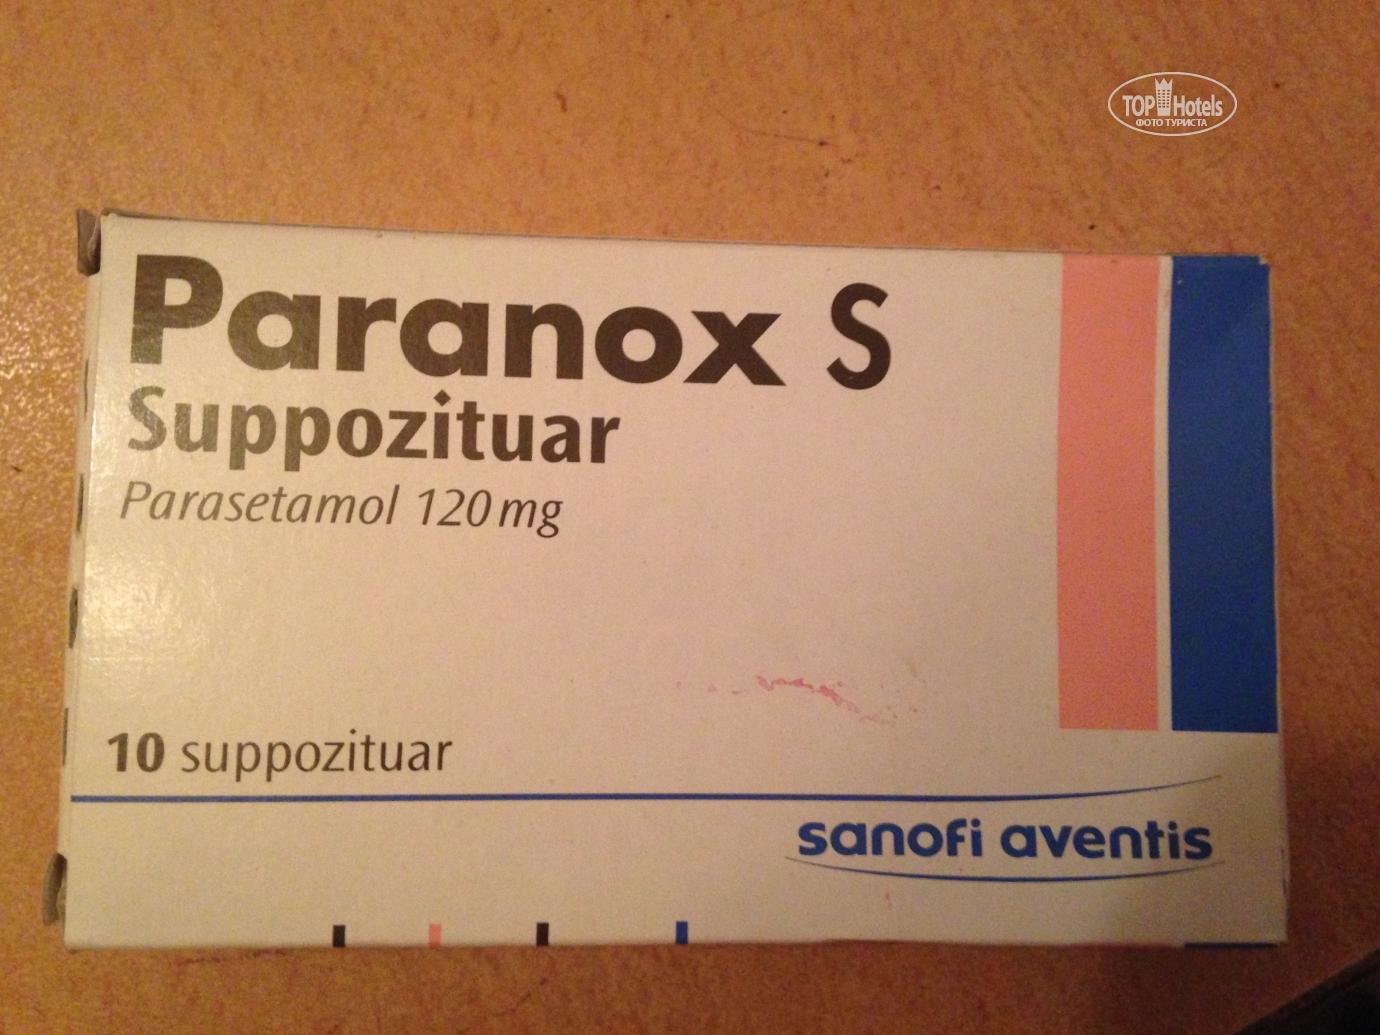 TOP Hotels
ФОТО ТУРИСТА
Paranox S
Suppozituar
Parasetamol 120 mg
10 suppozituar
sanofi aventis